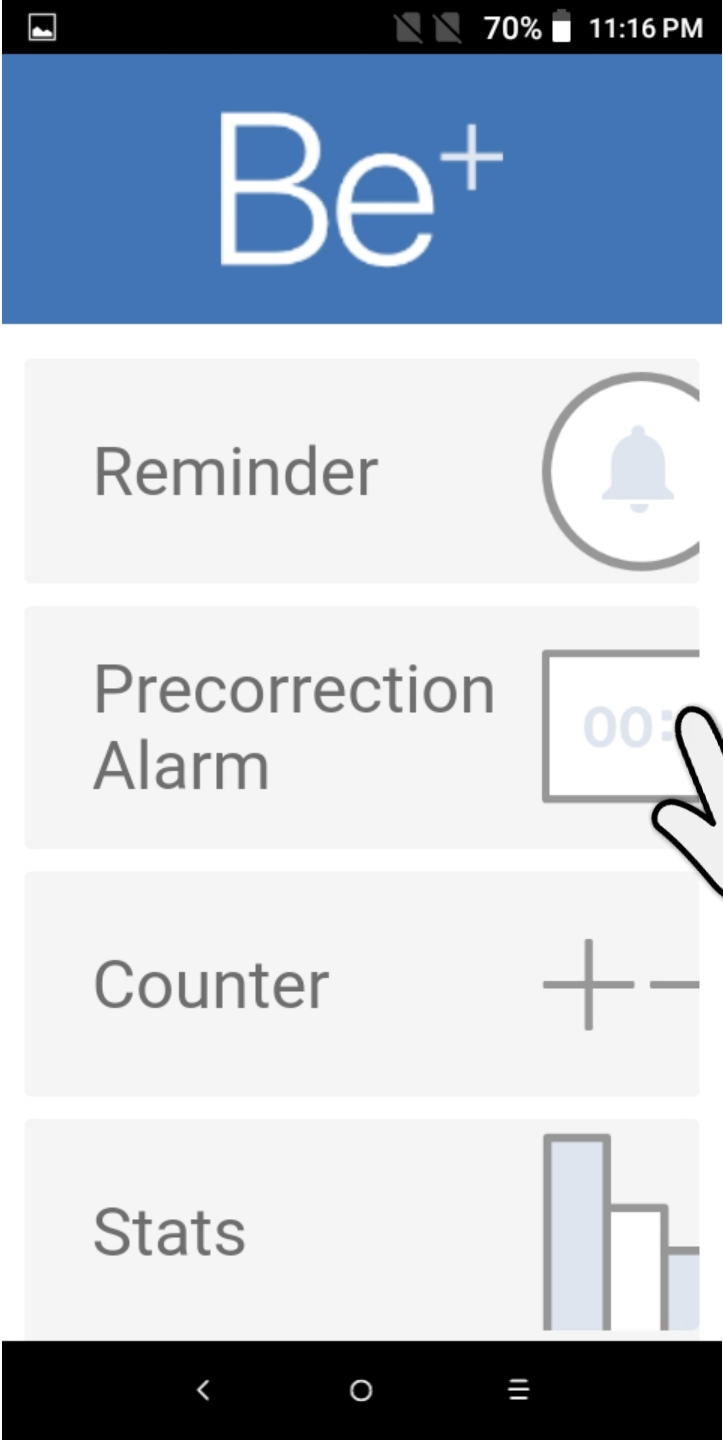 70% 11:16 PM
Be+
Reminder
Precorrection
00:
Alarm
Counter
Stats